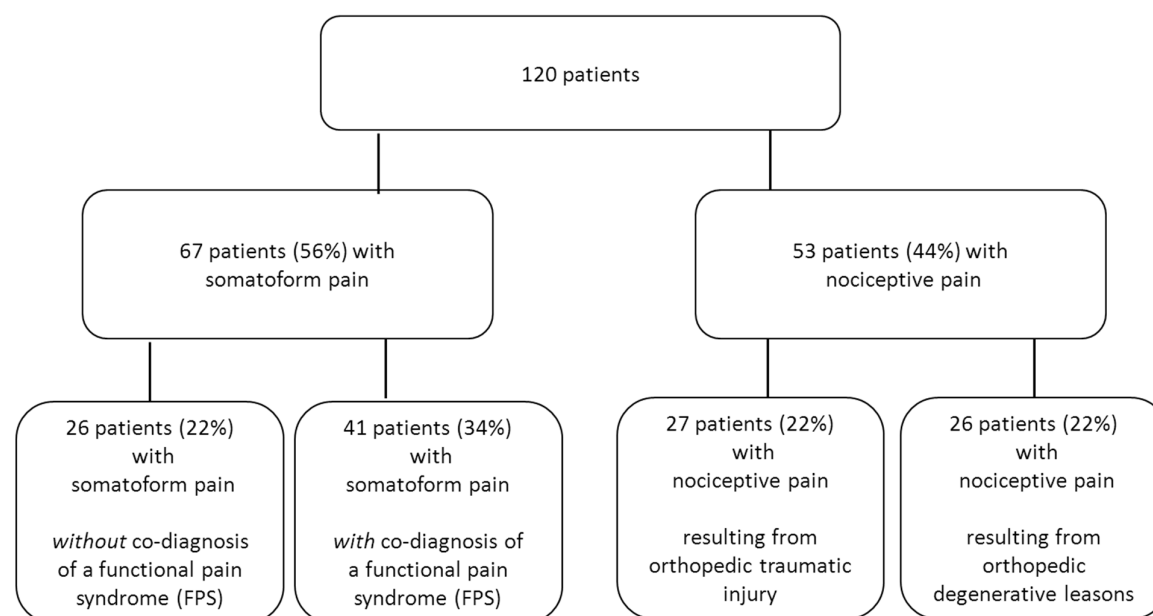 120 patients
67 patients (56%) with
somatoform pain
53 patients (44%) with
nociceptive pain
26 patients (22%)
with
somatoform pain
without co-diagnosis
of a functional pain
syndrome (FPS)
41 patients (34%)
with
somatoform pain
with co-diagnosis of
a functional pain
syndrome (FPS)
27 patients (22%)
with
nociceptive pain
resulting from
orthopedic traumatic
injury
26 patients (22%)
with
nociceptive pain
resulting from
orthopedic
degenerative leasons